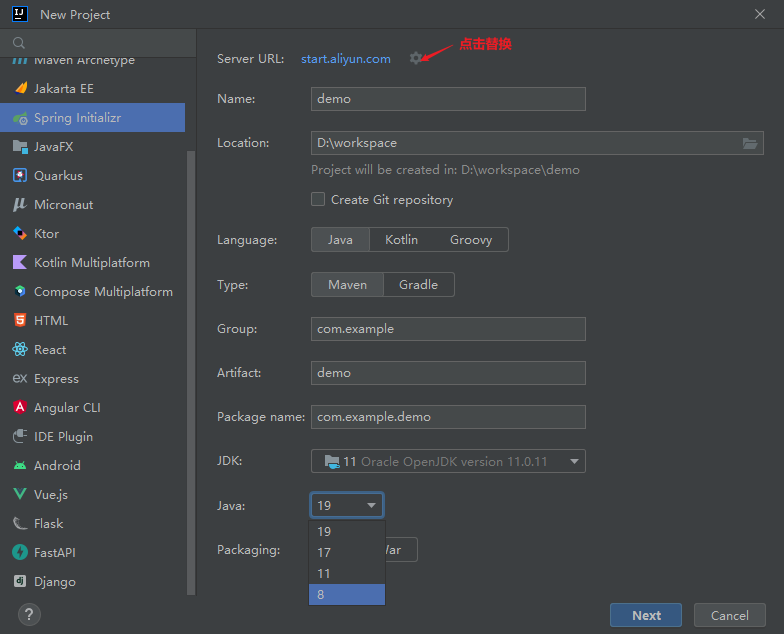 New Project
Maven Archetype
Jakarta EE
Spring Initializr
JavaFX
Quarkus
Micronaut
Ktor
Kotlin Multiplatform
Compose Multiplatform
HTML
React
Express
Angular CLI
IDE Plugin
Android
Vue.js
Flask
FastAPI
Django
Server URL: start.aliyun.com 点击替换
Name: demo
Location: D:\workspace
Project will be created in: D:\workspace\demo
Create Git repository
Language: Java Kotlin Groovy
Type: Maven Gradle
Group: com.example
Artifact: demo
Package name: com.example.demo
JDK: 11 Oracle OpenJDK version 11.0.11
Java: 19
19
17
Packaging:
11
8
? Next Cancel